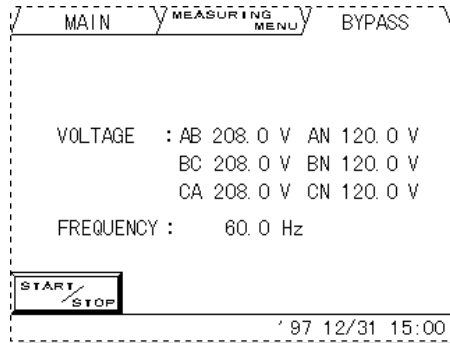 MAIN MEASURING MENU BYPASS
VOLTAGE : AB 208.0 V AN 120.0 V
BC 208.0 V BN 120.0 V
CA 208.0 V CN 120.0 V
FREQUENCY : 60.0 Hz
START/STOP
'97 12/31 15:00